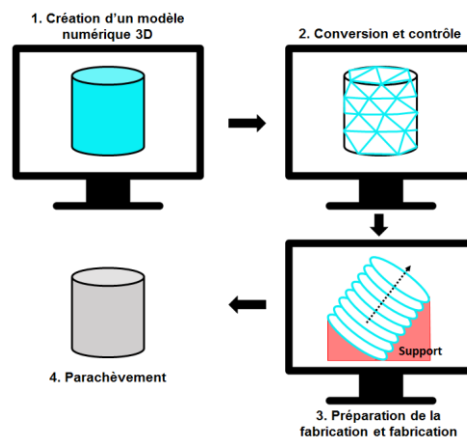 1. Création d'un modèle
numérique 3D
2. Conversion et contrôle
Support
4. Parachèvement
3. Préparation de la
fabrication et fabrication